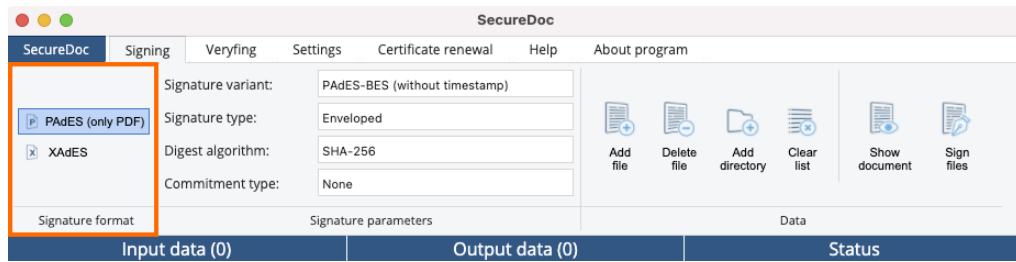 SecureDoc
SecureDoc Signing Veryfing Settings Certificate renewal Help About program
P PAdES (only PDF)
X XAdES
Signature format
Signature variant: PAdES-BES (without timestamp)
Signature type: Enveloped
Digest algorithm: SHA-256
Commitment type: None
Signature parameters
Add file
Delete file
Add directory
Clear list
Show document
Sign files
Data
Input data (0) Output data (0) Status